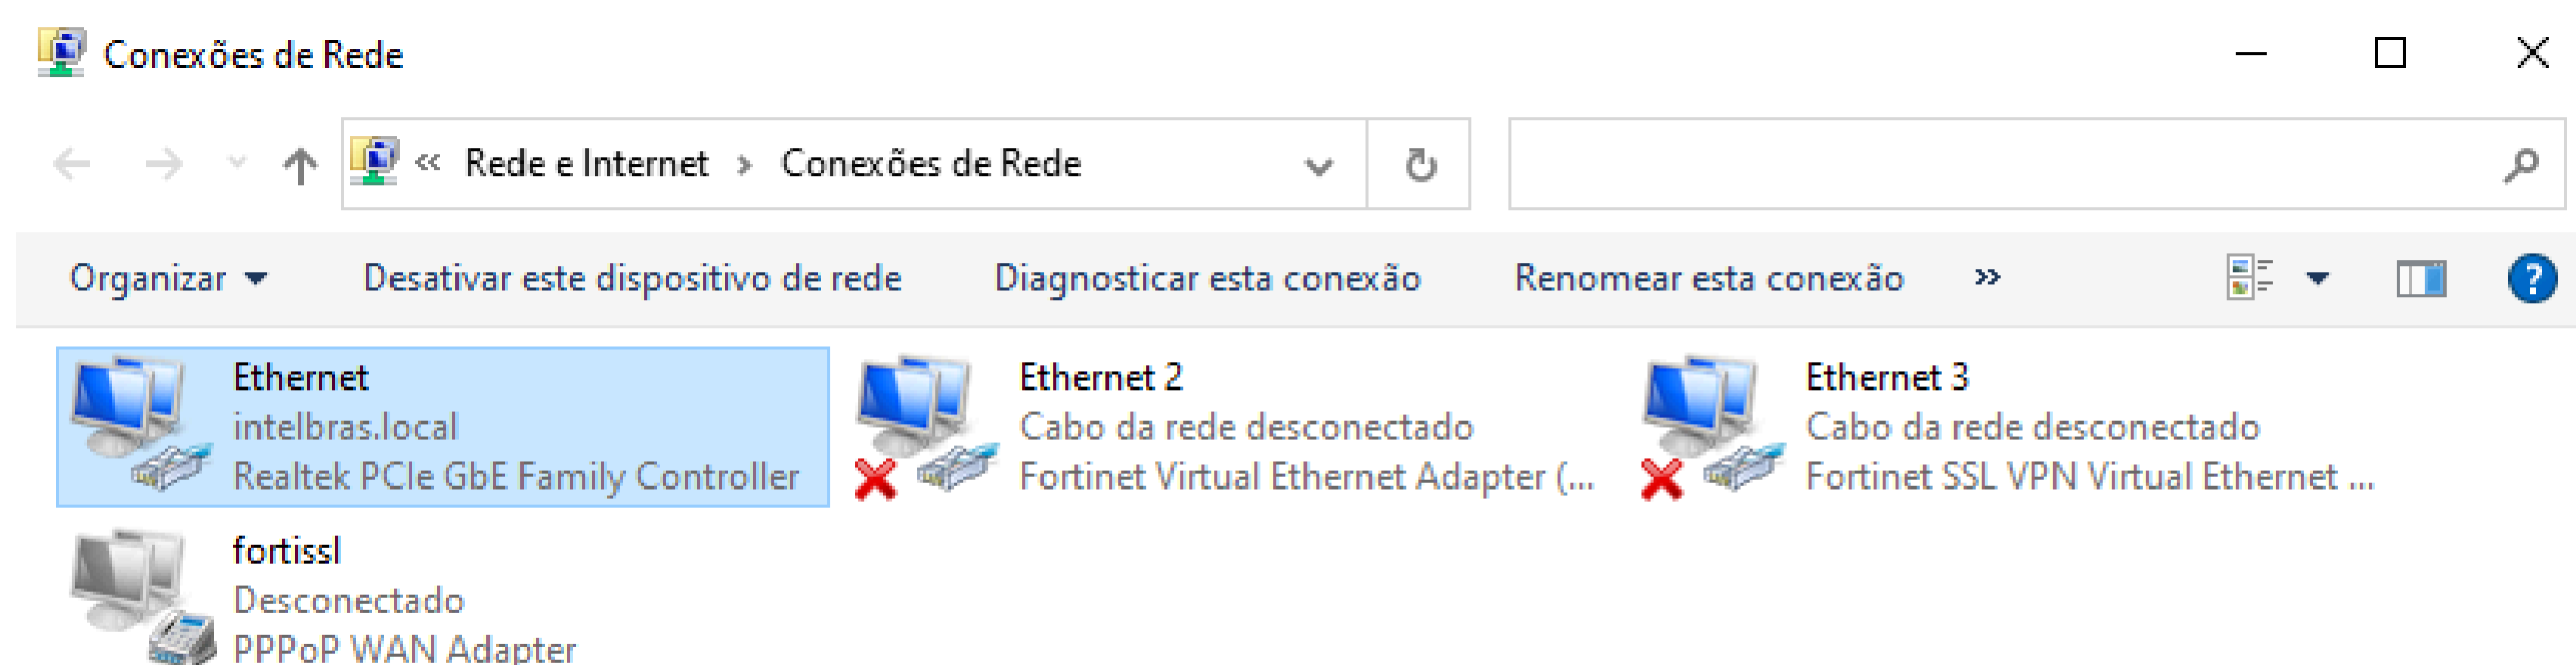 Conexões de Rede
« Rede e Internet › Conexões de Rede
Organizar Desativar este dispositivo de rede Diagnosticar esta conexão Renomear esta conexão »
Ethernet
intelbras.local
Realtek PCIe GbE Family Controller
Ethernet 2
Cabo da rede desconectado
Fortinet Virtual Ethernet Adapter (...
Ethernet 3
Cabo da rede desconectado
Fortinet SSL VPN Virtual Ethernet ...
fortissl
Desconectado
PPPoP WAN Adapter